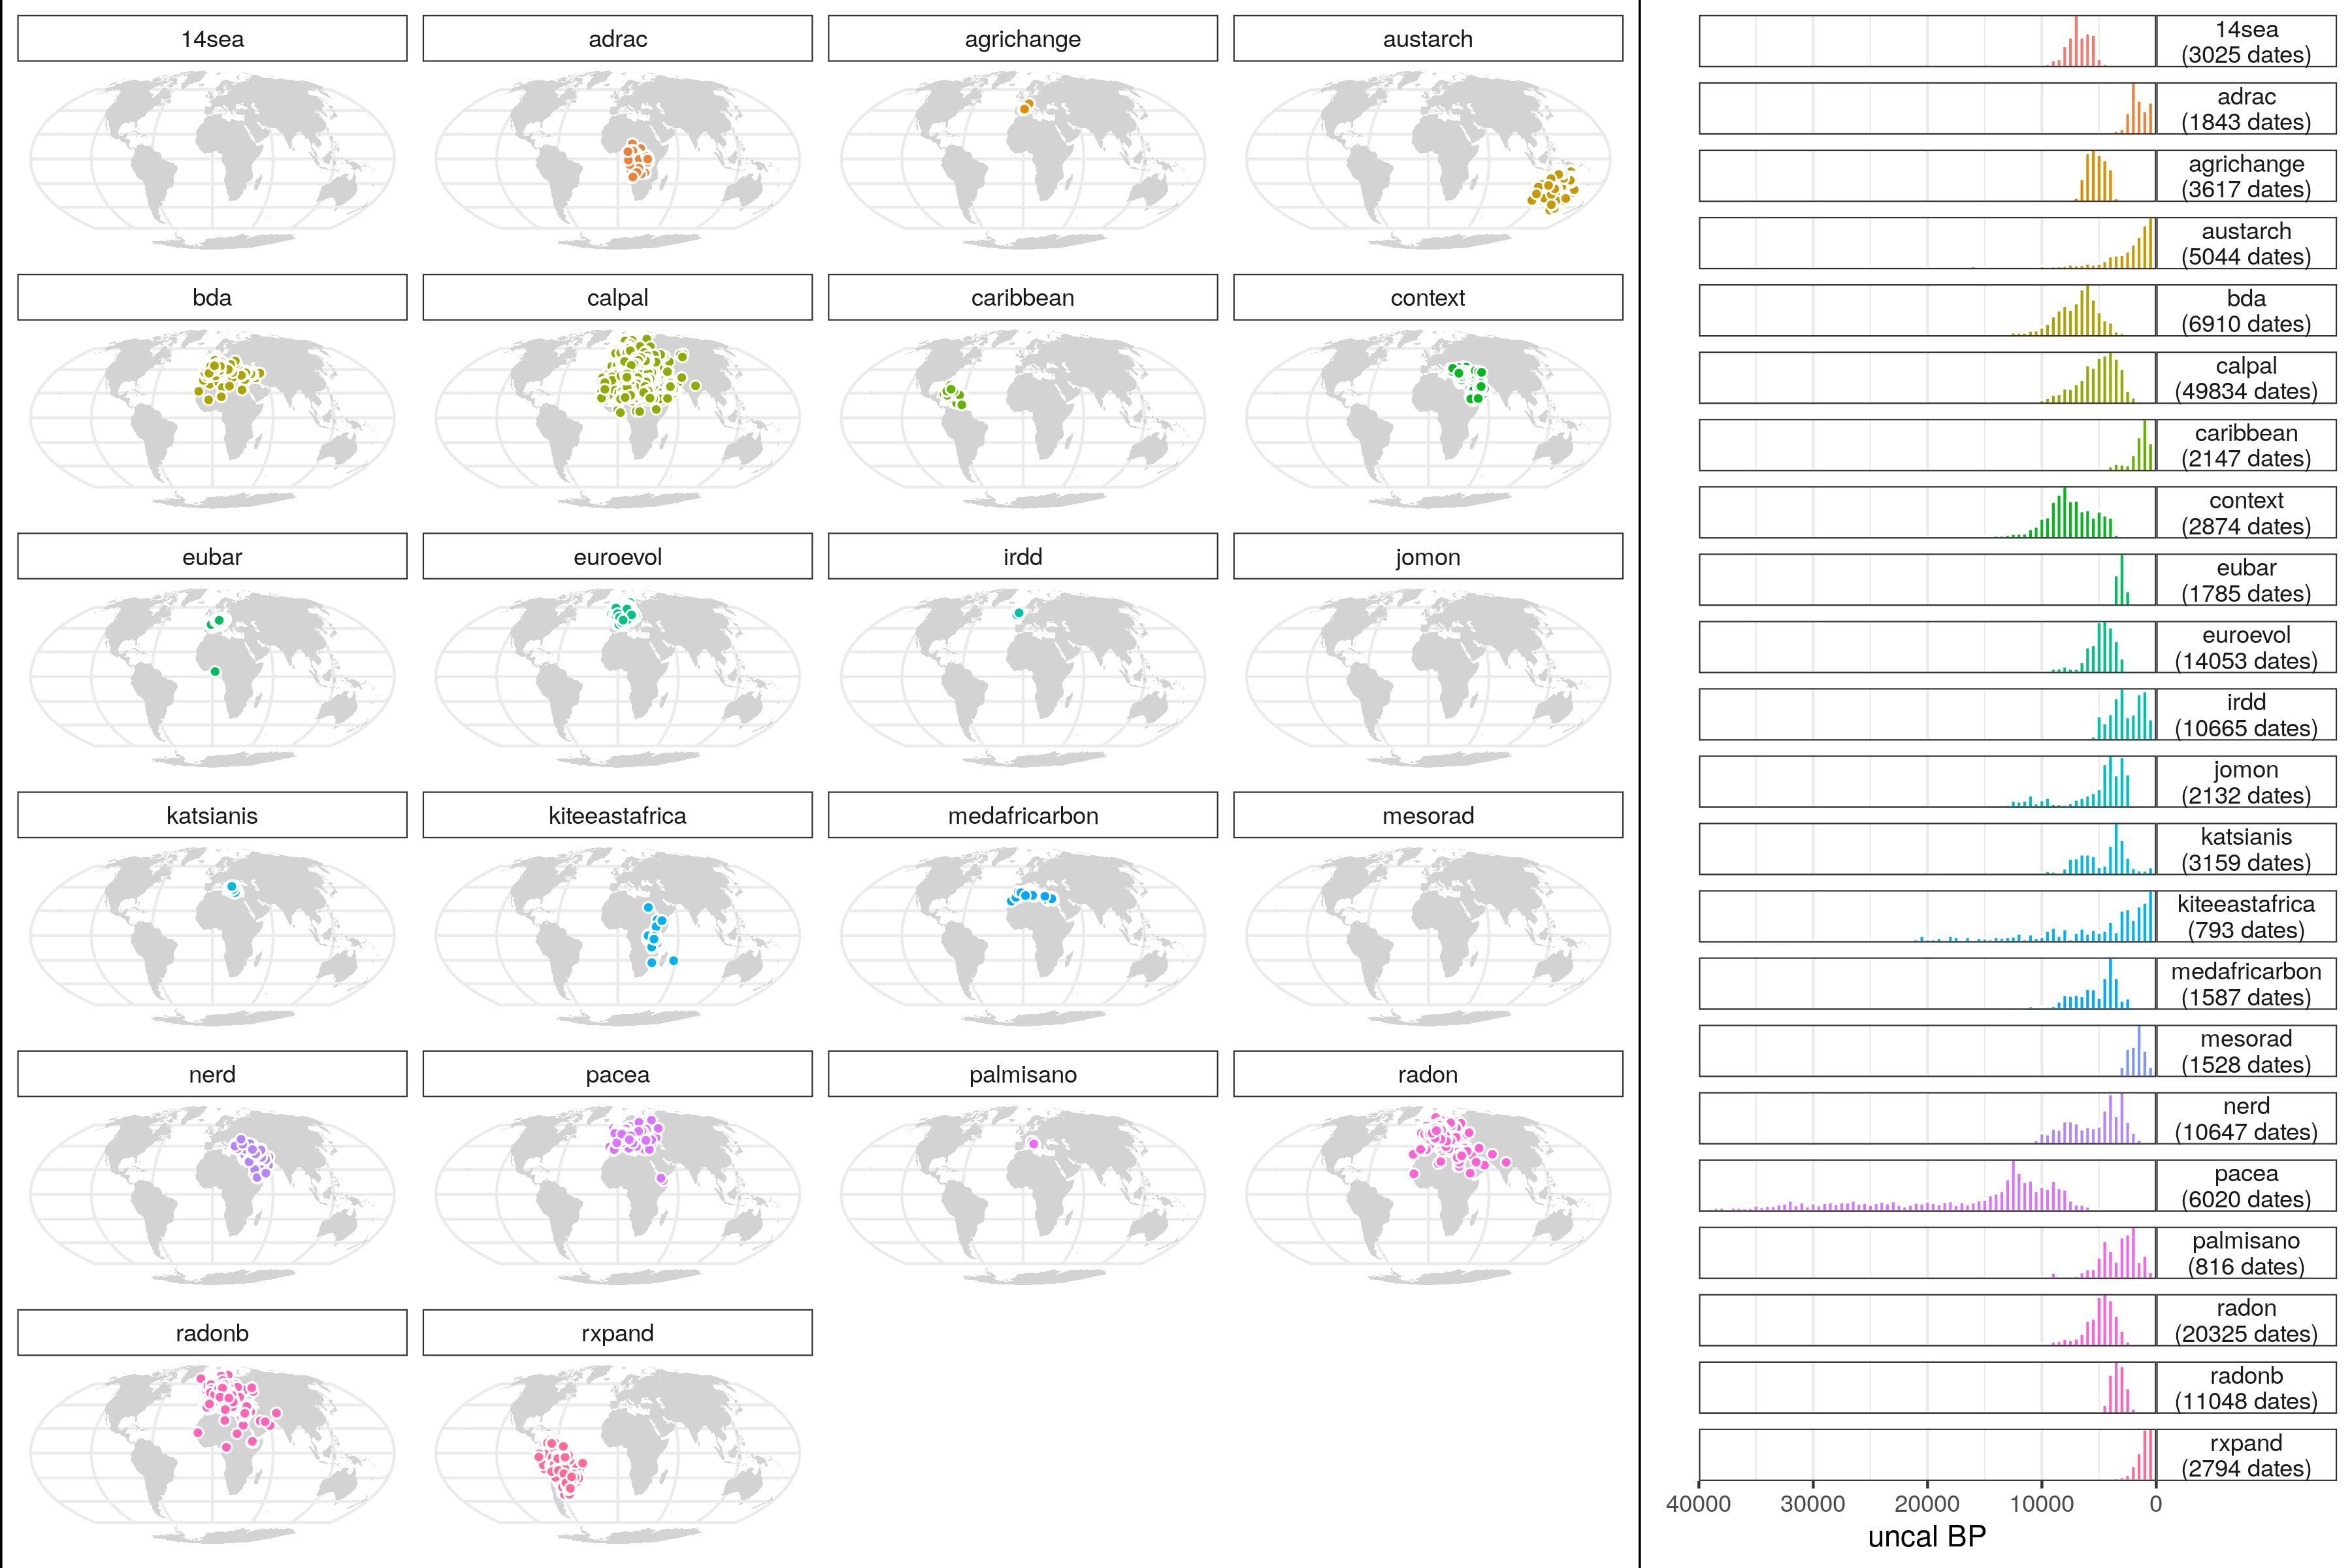 14sea
adrac
agrichange
austarch
bda
calpal
caribbean
context
eubar
euroevol
irdd
jomon
katsianis
kiteeastafrica
medafricarbon
mesorad
nerd
pacea
palmisano
radon
radonb
rxpand
14sea
(3025 dates)
adrac
(1843 dates)
agrichange
(3617 dates)
austarch
(5044 dates)
bda
(6910 dates)
calpal
(49834 dates)
caribbean
(2147 dates)
context
(2874 dates)
eubar
(1785 dates)
euroevol
(14053 dates)
irdd
(10665 dates)
jomon
(2132 dates)
katsianis
(3159 dates)
kiteeastafrica
(793 dates)
medafricarbon
(1587 dates)
mesorad
(1528 dates)
nerd
(10647 dates)
pacea
(6020 dates)
palmisano
(816 dates)
radon
(20325 dates)
radonb
(11048 dates)
rxpand
(2794 dates)
40000 30000 20000 10000 0
uncal BP